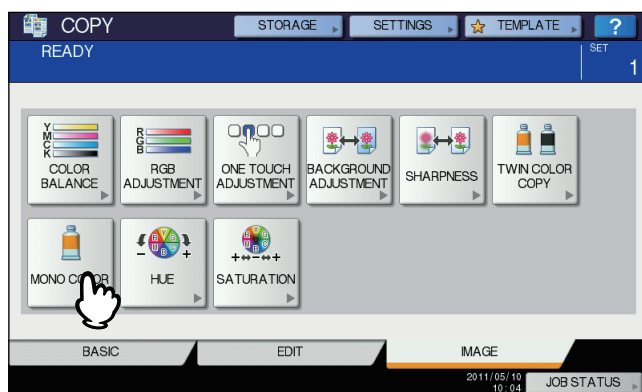 COPY
STORAGE
SETTINGS
TEMPLATE
?
READY
SET
1
Y
M
C
K
COLOR
BALANCE
R
G
B
RGB
ADJUSTMENT
ONE TOUCH
ADJUSTMENT
BACKGROUND
ADJUSTMENT
SHARPNESS
TWIN COLOR
COPY
MONO COLOR
HUE
SATURATION
BASIC
EDIT
IMAGE
2011/05/10
10:04
JOB STATUS